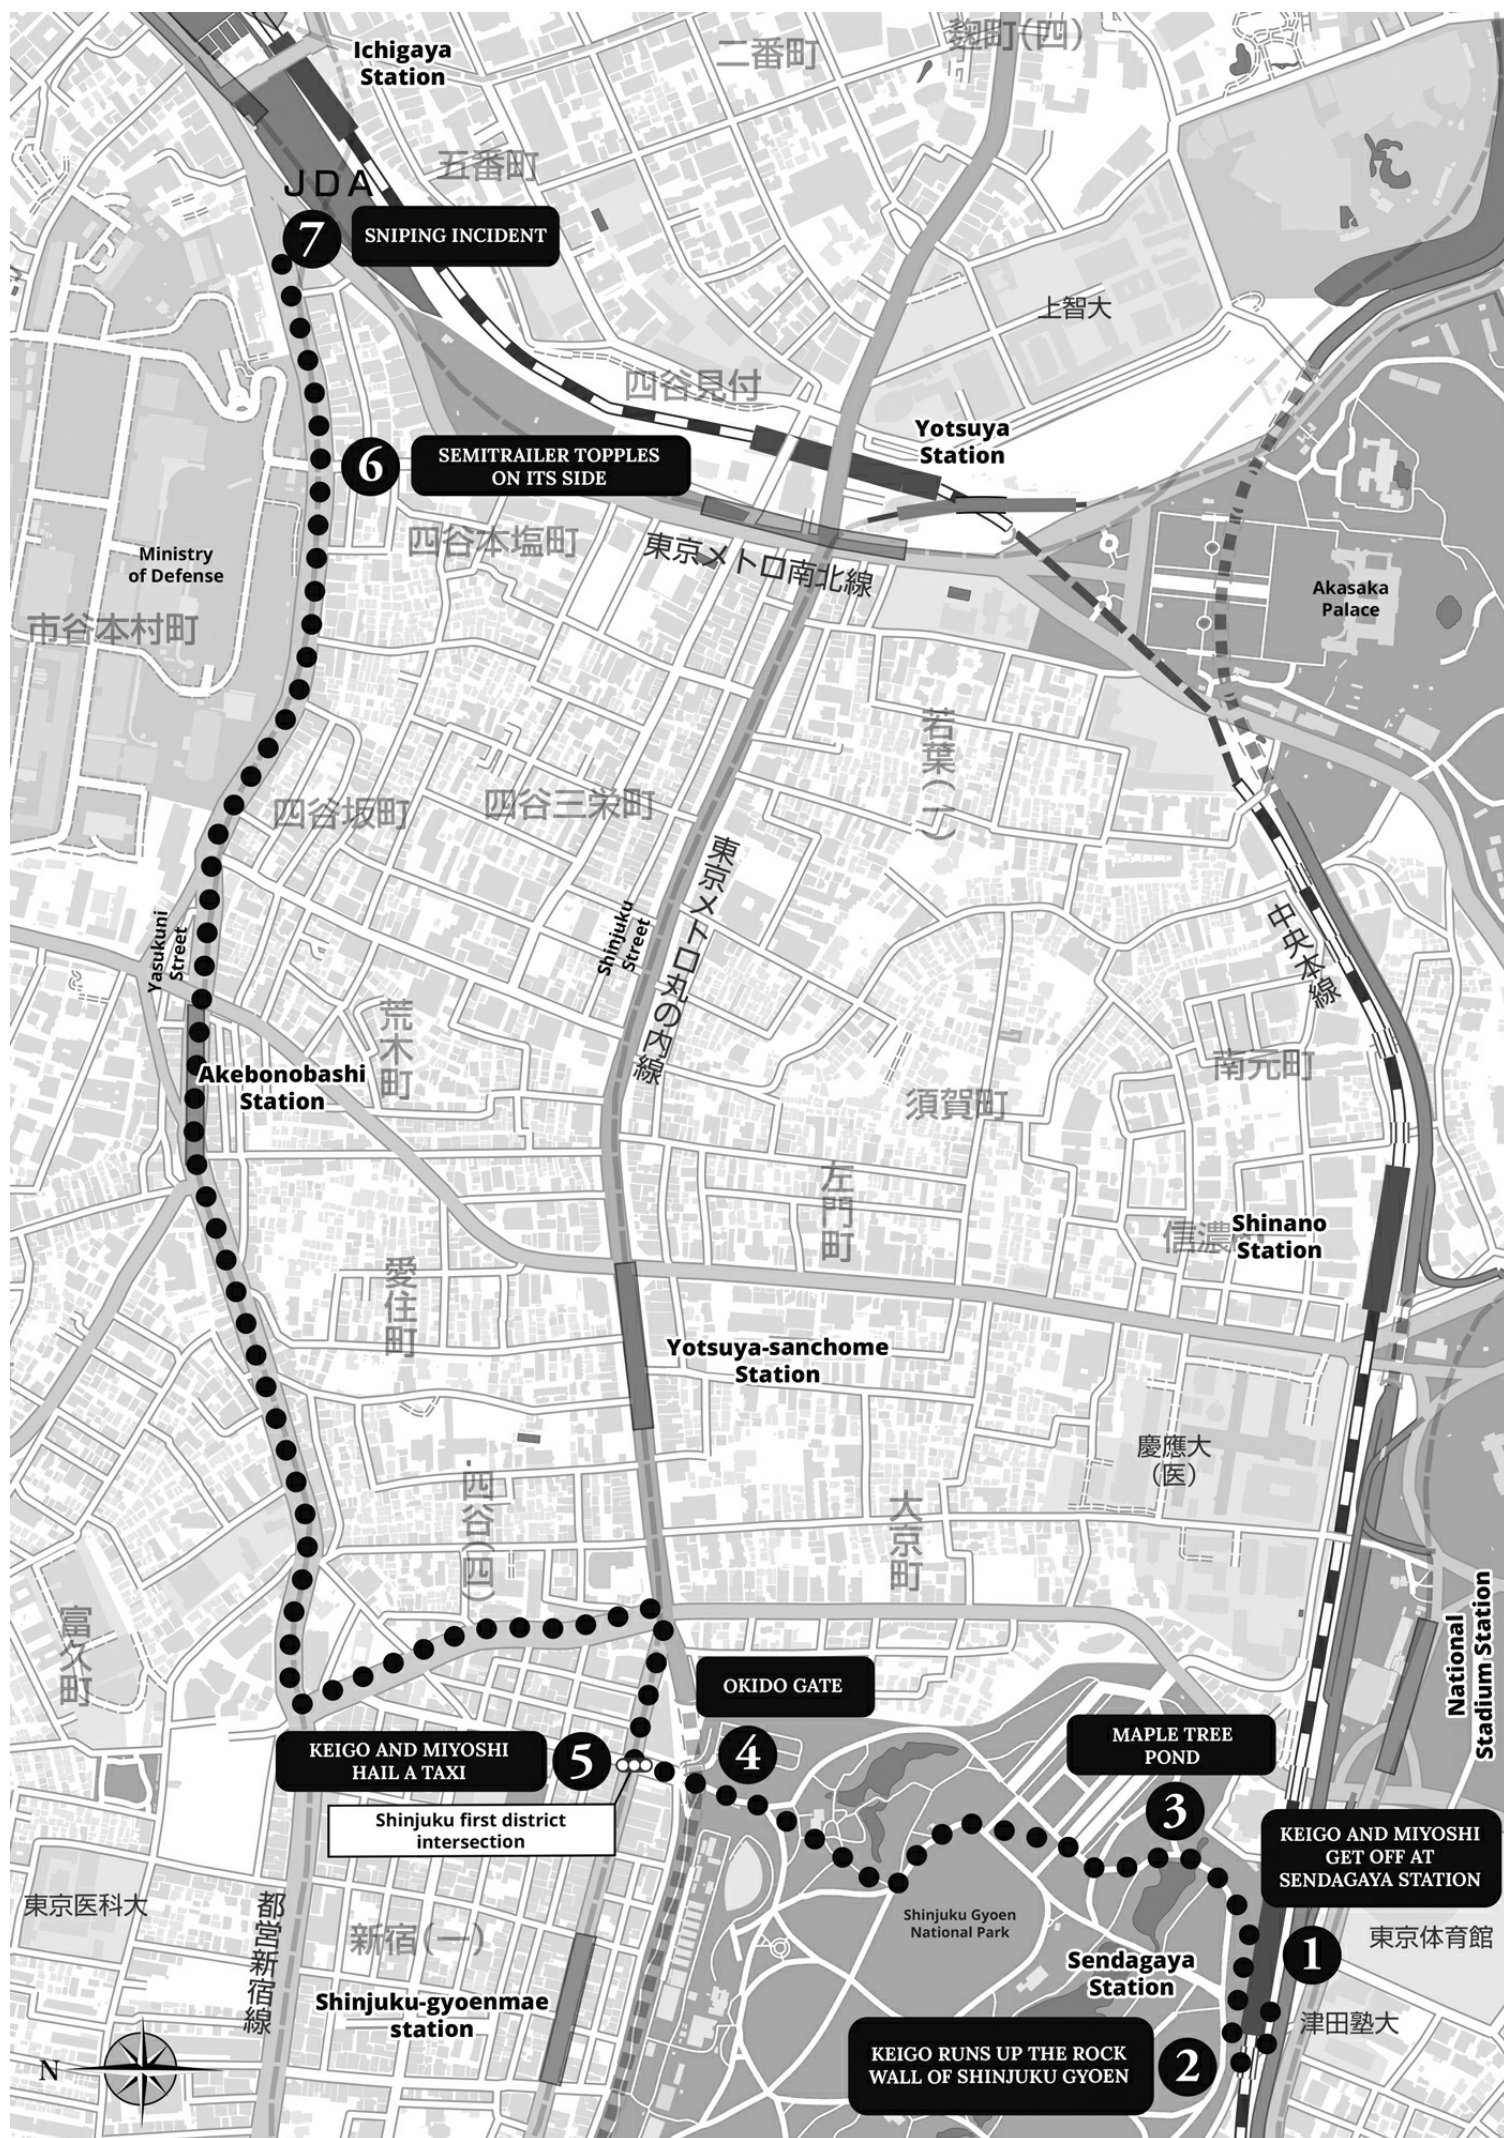 Ichigaya
Station
二番町
麹町(四)
五番町
JDA
7
SNIPING INCIDENT
上智大
四谷見付
Yotsuya
Station
6
SEMITRAILER TOPPLES
ON ITS SIDE
四谷本塩町
東京メトロ南北線
Ministry
of Defense
Akasaka
Palace
市谷本村町
若葉(一)
四谷坂町
四谷三栄町
東京メトロ丸の内線
Shinjuku
Street
Yasukuni
Street
中央本線
荒木町
Akebonobashi
Station
南元町
須賀町
左門町
信濃町
Shinano
Station
愛住町
Yotsuya-sanchome
Station
慶應大
(医)
四谷(四)
大京町
富久町
National
Stadium Station
OKIDO GATE
4
MAPLE TREE
POND
3
KEIGO AND MIYOSHI
HAIL A TAXI
5
Shinjuku first district
intersection
KEIGO AND MIYOSHI
GET OFF AT
SENDAGAYA STATION
1
東京医科大
都営新宿線
新宿(一)
Shinjuku Gyoen
National Park
東京体育館
Sendagaya
Station
Shinjuku-gyoenmae
station
津田塾大
KEIGO RUNS UP THE ROCK
WALL OF SHINJUKU GYOEN
2
N